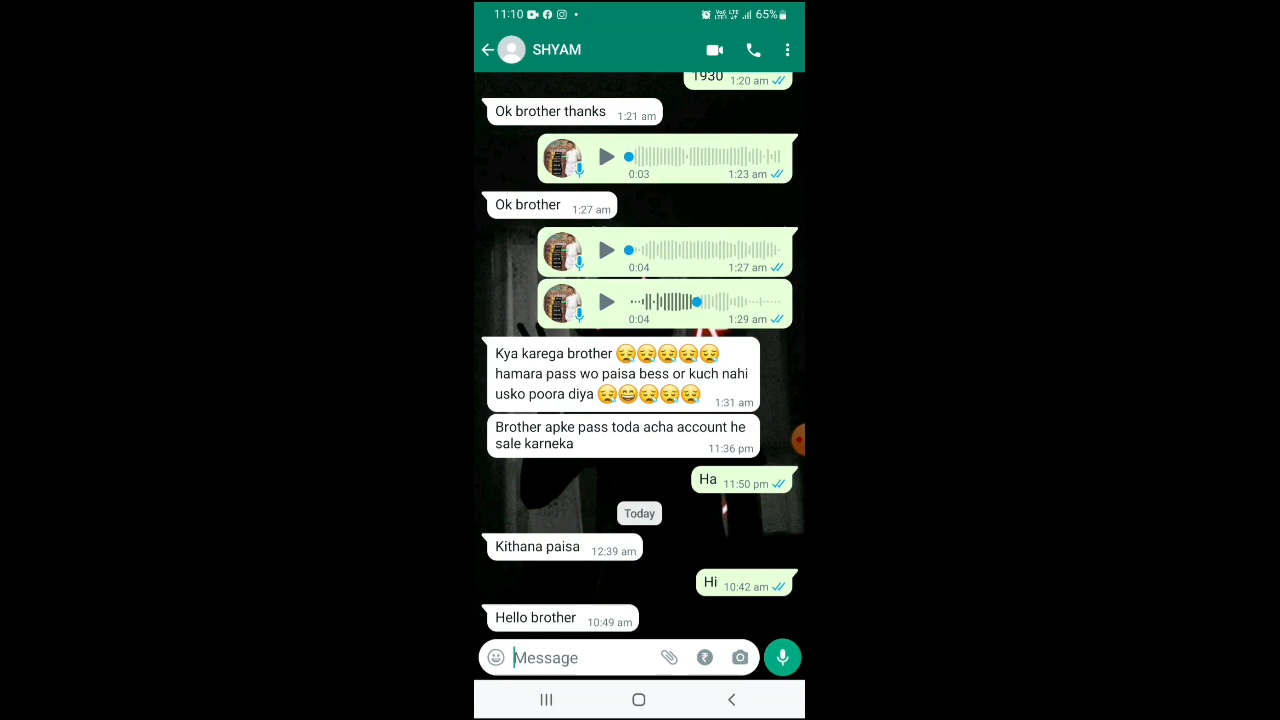 11:10
65%
SHYAM
1930 1:20 am
Ok brother thanks 1:21 am
0:03 1:23 am
Ok brother 1:27 am
0:04 1:27 am
0:04 1:29 am
Kya karega brother 😪😪😪😪😪
hamara pass wo paisa bess or kuch nahi
usko poora diya 😪😄😪😪😪 1:31 am
Brother apke pass toda acha account he
sale karneka 11:36 pm
Ha 11:50 pm
Today
Kithana paisa 12:39 am
Hi 10:42 am
Hello brother 10:49 am
Message